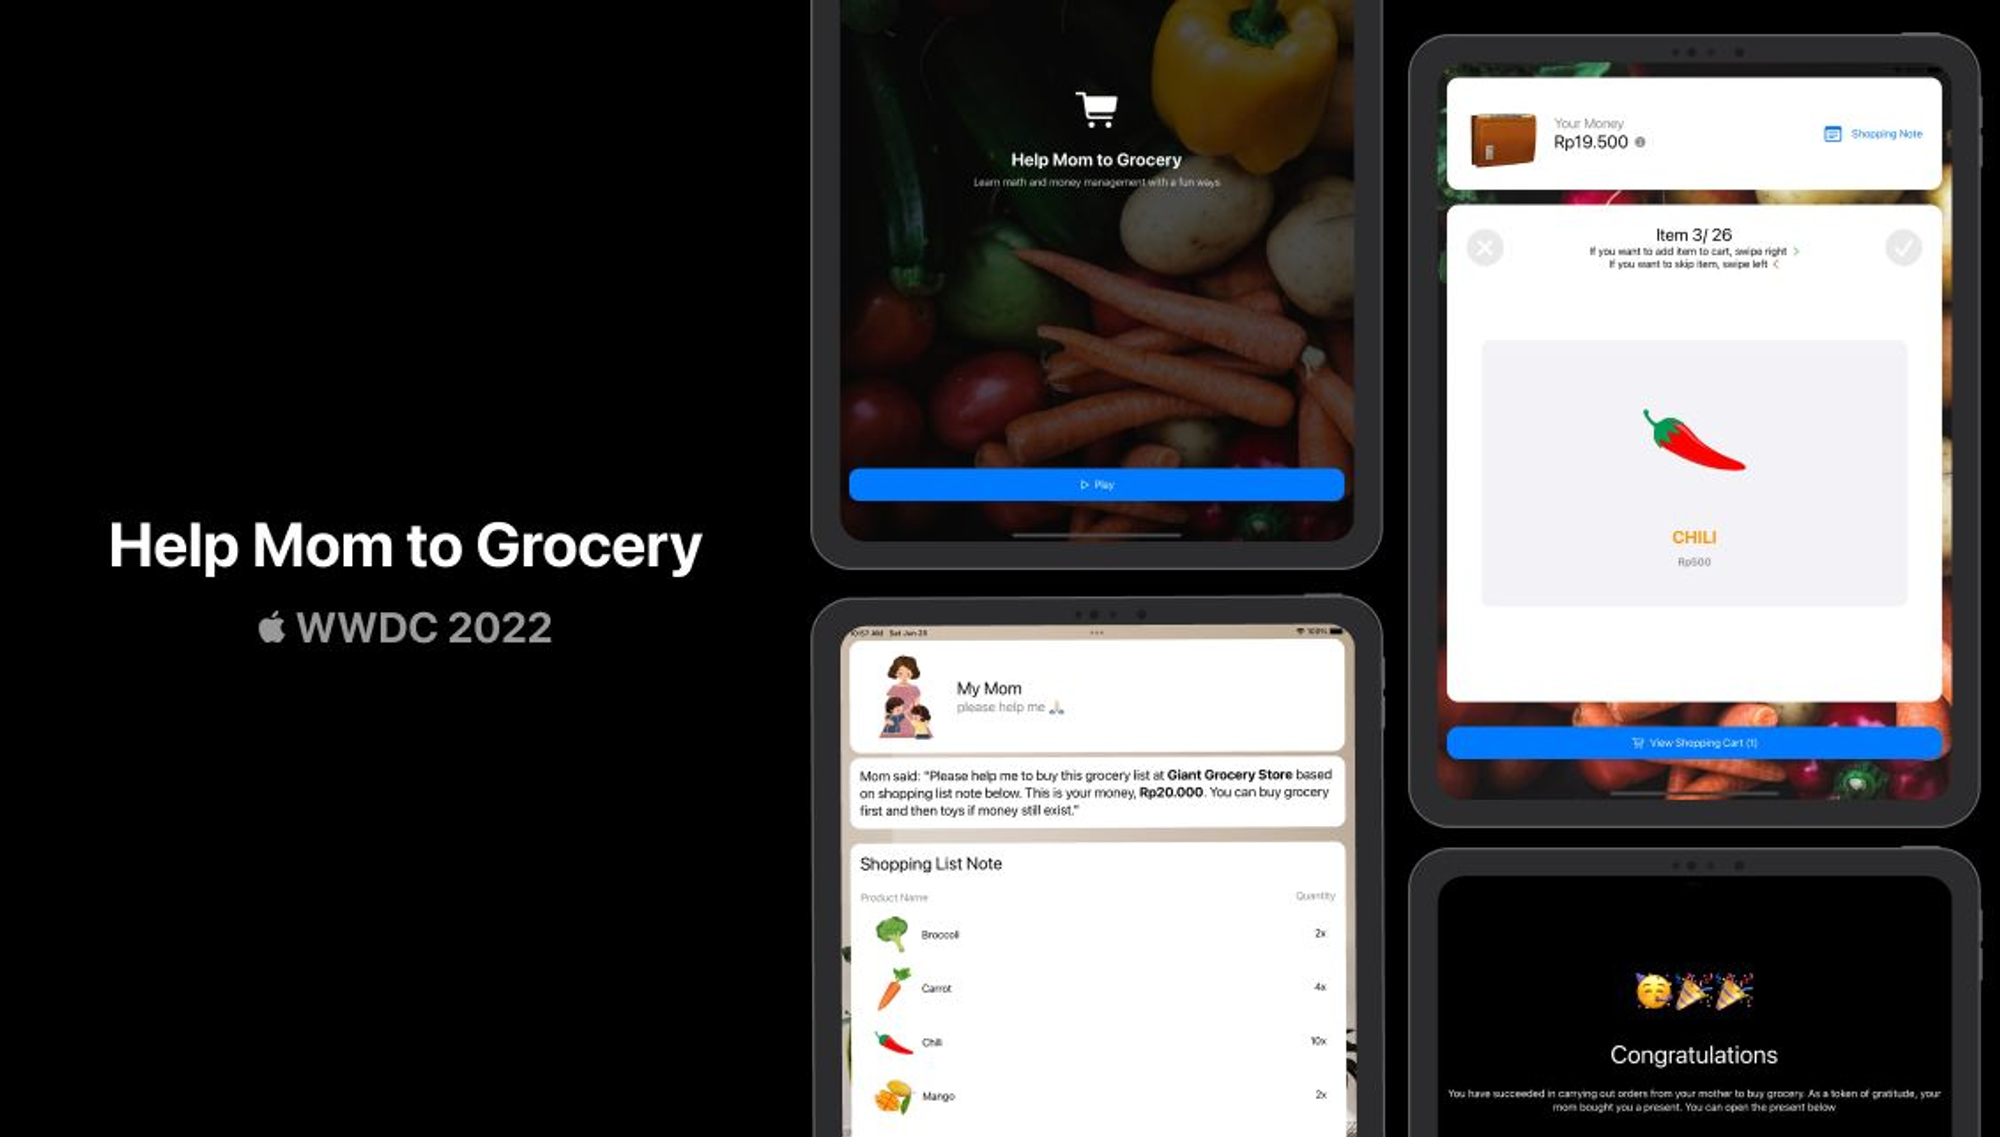 Help Mom to Grocery
WWDC 2022
Help Mom to Grocery
Learn math and money management with a fun ways
Play
10:57 AM Sat Jun 25
100%
My Mom
please help me 🙏🏻
Mom said: "Please help me to buy this grocery list at Giant Grocery Store based
on shopping list note below. This is your money, Rp20.000. You can buy grocery
first and then toys if money still exist."
Shopping List Note
Product Name Quantity
Broccoli 2x
Carrot 4x
Chili 10x
Mango 2x
Your Money
Rp19.500
Shopping Note
Item 3/ 26
If you want to add item to cart, swipe right >
If you want to skip item, swipe left <
CHILI
Rp500
View Shopping Cart (1)
🥳🎉🎉
Congratulations
You have succeeded in carrying out orders from your mother to buy grocery. As a token of gratitude, your
mom bought you a present. You can open the present below